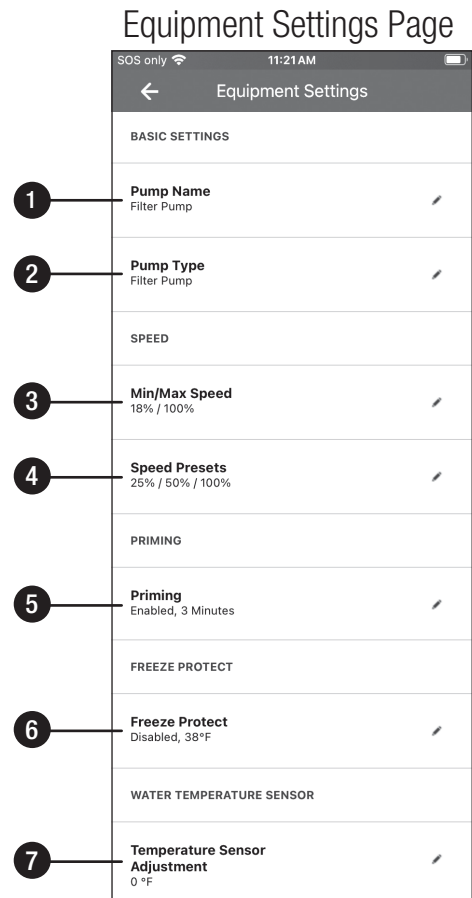 Equipment Settings Page
SOS only 11:21 AM
Equipment Settings
BASIC SETTINGS
1 Pump Name
Filter Pump
2 Pump Type
Filter Pump
SPEED
3 Min/Max Speed
18% / 100%
4 Speed Presets
25% / 50% / 100%
PRIMING
5 Priming
Enabled, 3 Minutes
FREEZE PROTECT
6 Freeze Protect
Disabled, 38°F
WATER TEMPERATURE SENSOR
7 Temperature Sensor
Adjustment
0 °F